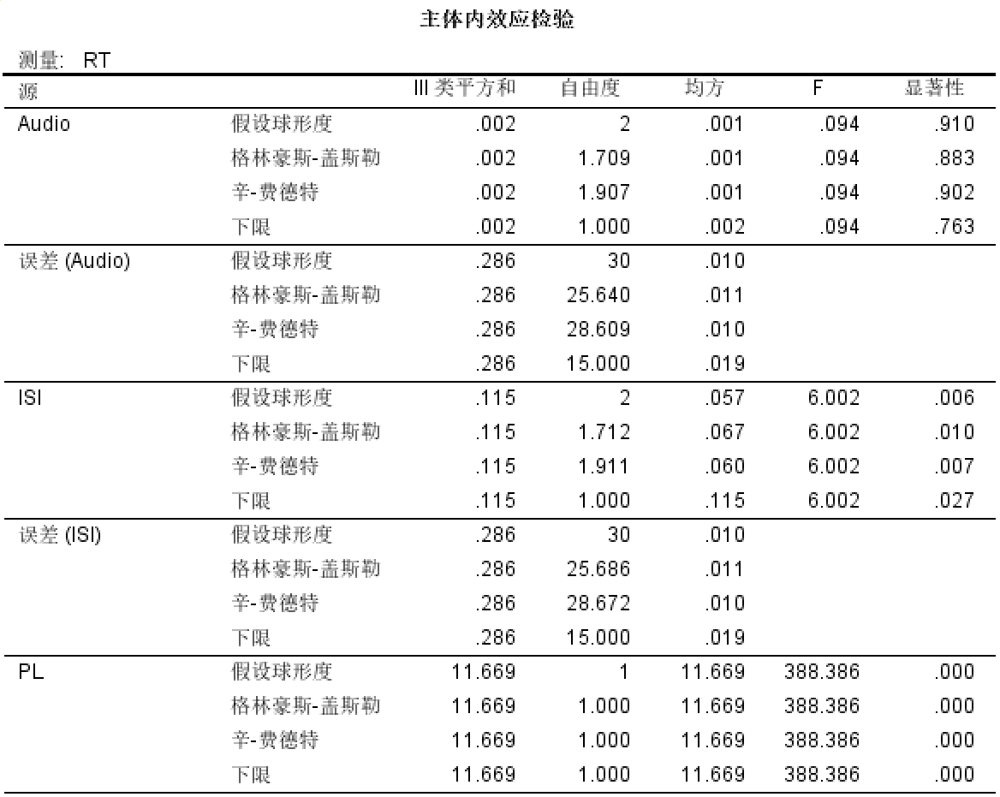 主体内效应检验
测量: RT
源 III 类平方和 自由度 均方 F 显著性
Audio 假设球形度 .002 2 .001 .094 .910
格林豪斯-盖斯勒 .002 1.709 .001 .094 .883
辛-费德特 .002 1.907 .001 .094 .902
下限 .002 1.000 .002 .094 .763
误差 (Audio) 假设球形度 .286 30 .010
格林豪斯-盖斯勒 .286 25.640 .011
辛-费德特 .286 28.609 .010
下限 .286 15.000 .019
ISI 假设球形度 .115 2 .057 6.002 .006
格林豪斯-盖斯勒 .115 1.712 .067 6.002 .010
辛-费德特 .115 1.911 .060 6.002 .007
下限 .115 1.000 .115 6.002 .027
误差 (ISI) 假设球形度 .286 30 .010
格林豪斯-盖斯勒 .286 25.686 .011
辛-费德特 .286 28.672 .010
下限 .286 15.000 .019
PL 假设球形度 11.669 1 11.669 388.386 .000
格林豪斯-盖斯勒 11.669 1.000 11.669 388.386 .000
辛-费德特 11.669 1.000 11.669 388.386 .000
下限 11.669 1.000 11.669 388.386 .000